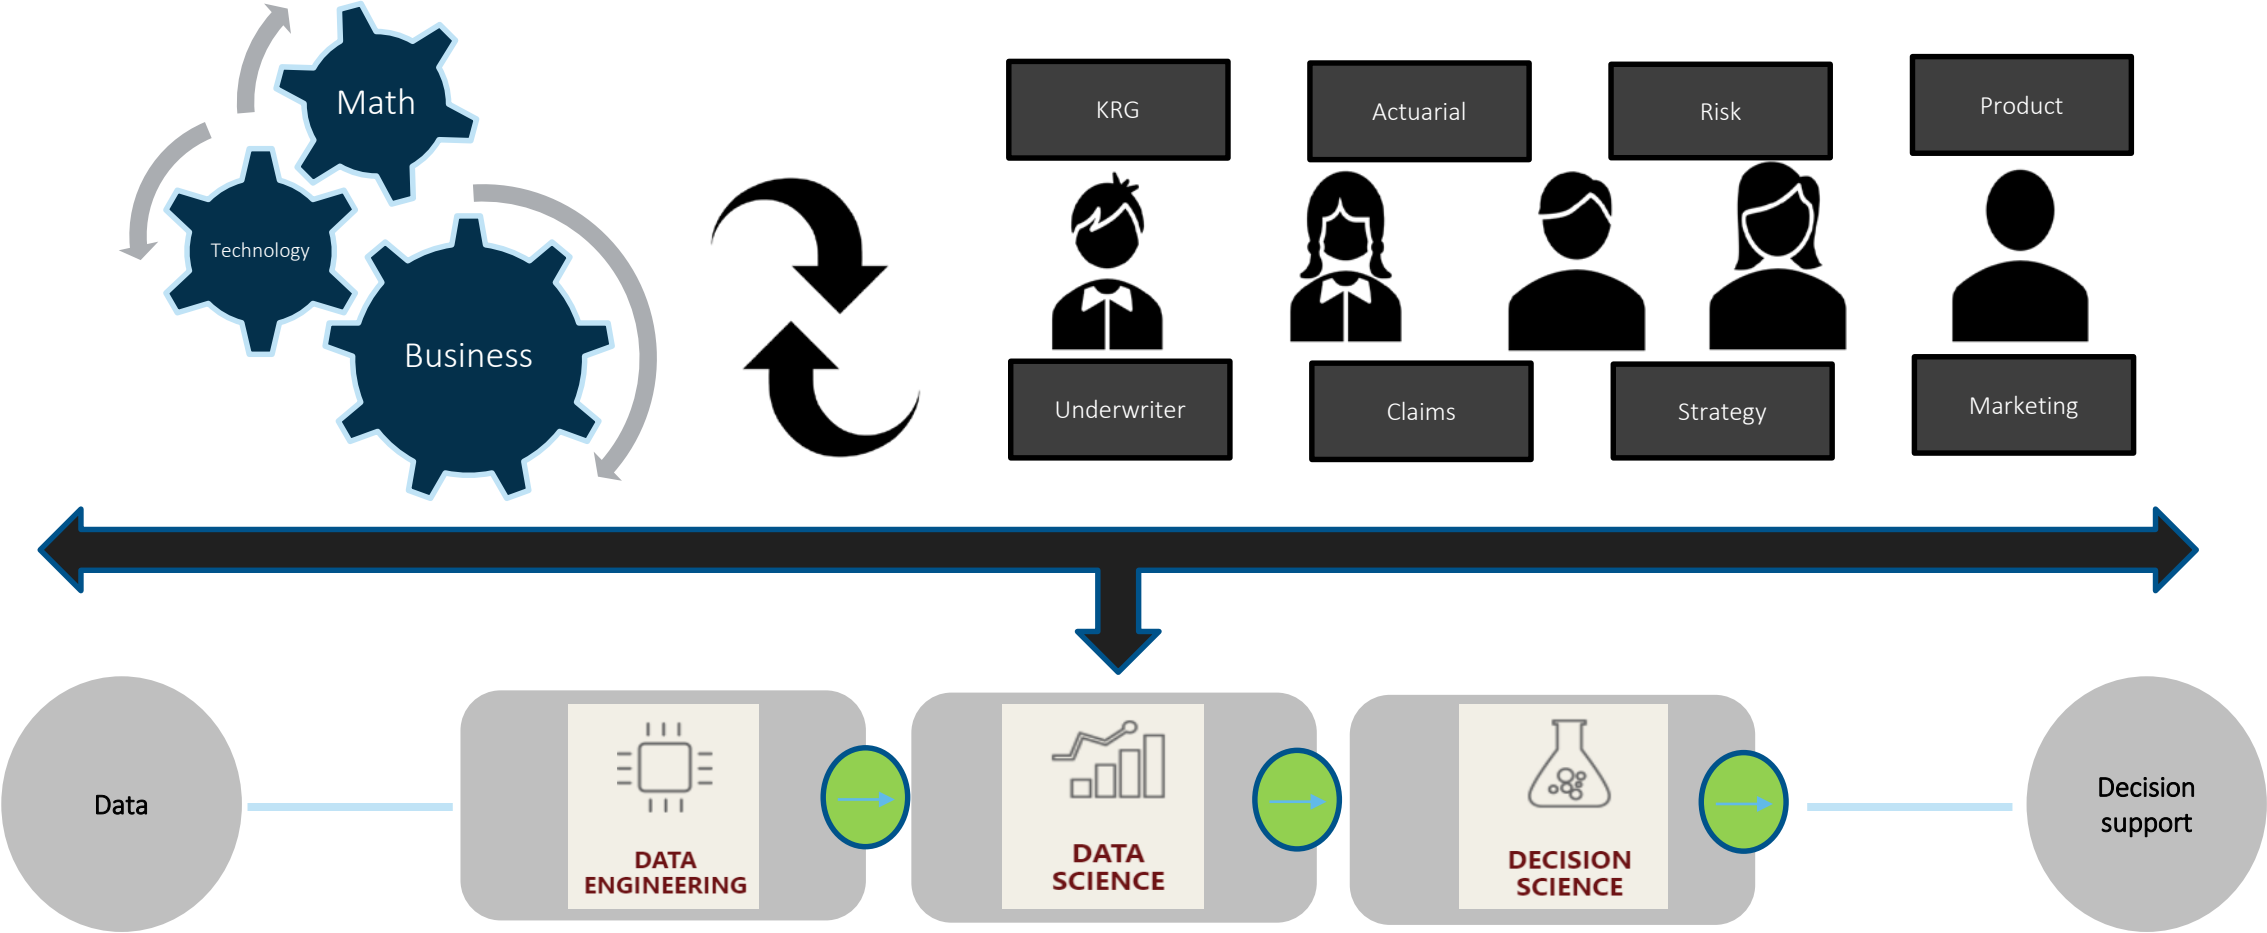 Math
Technology
Business
KRG
Actuarial
Risk
Product
Underwriter
Claims
Strategy
Marketing
Data
DATA
ENGINEERING
DATA
SCIENCE
DECISION
SCIENCE
Decision
support